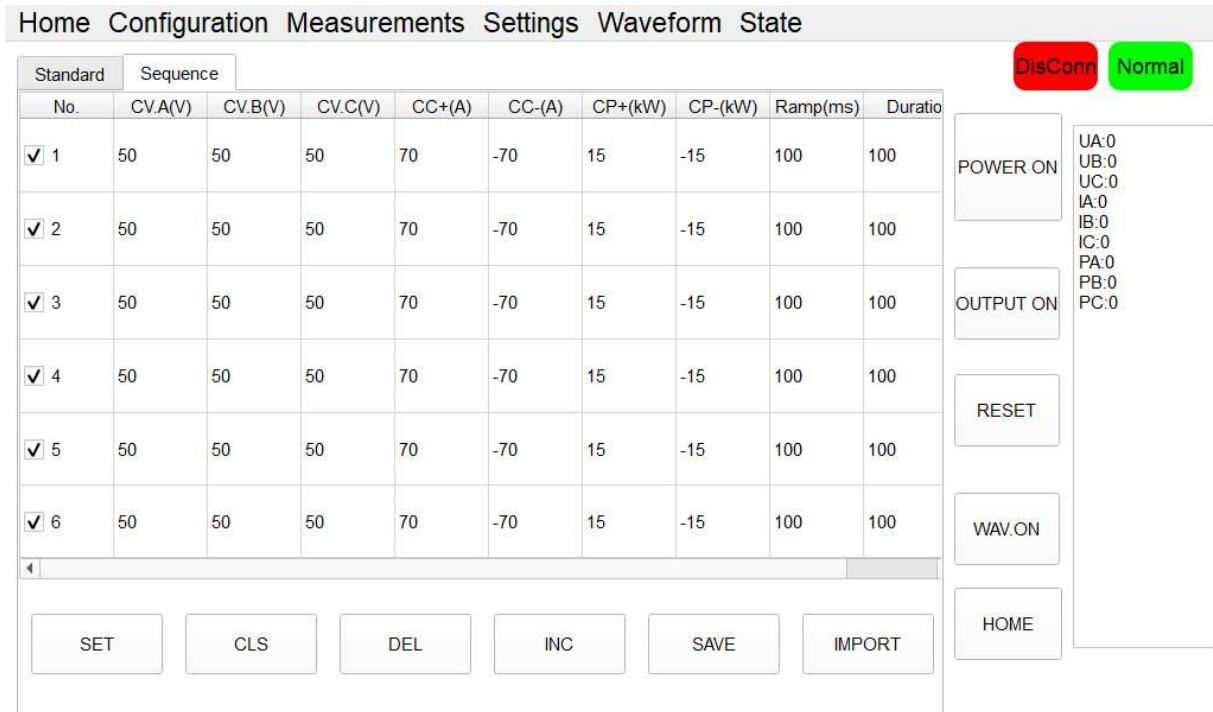 Home Configuration Measurements Settings Waveform State
DisConn Normal
Standard Sequence
No. CV.A(V) CV.B(V) CV.C(V) CC+(A) CC-(A) CP+(kW) CP-(kW) Ramp(ms) Duratio
1 50 50 50 70 -70 15 -15 100 100
2 50 50 50 70 -70 15 -15 100 100
3 50 50 50 70 -70 15 -15 100 100
4 50 50 50 70 -70 15 -15 100 100
5 50 50 50 70 -70 15 -15 100 100
6 50 50 50 70 -70 15 -15 100 100
SET CLS DEL INC SAVE IMPORT
POWER ON
OUTPUT ON
RESET
WAV.ON
HOME
UA:0
UB:0
UC:0
IA:0
IB:0
IC:0
PA:0
PB:0
PC:0